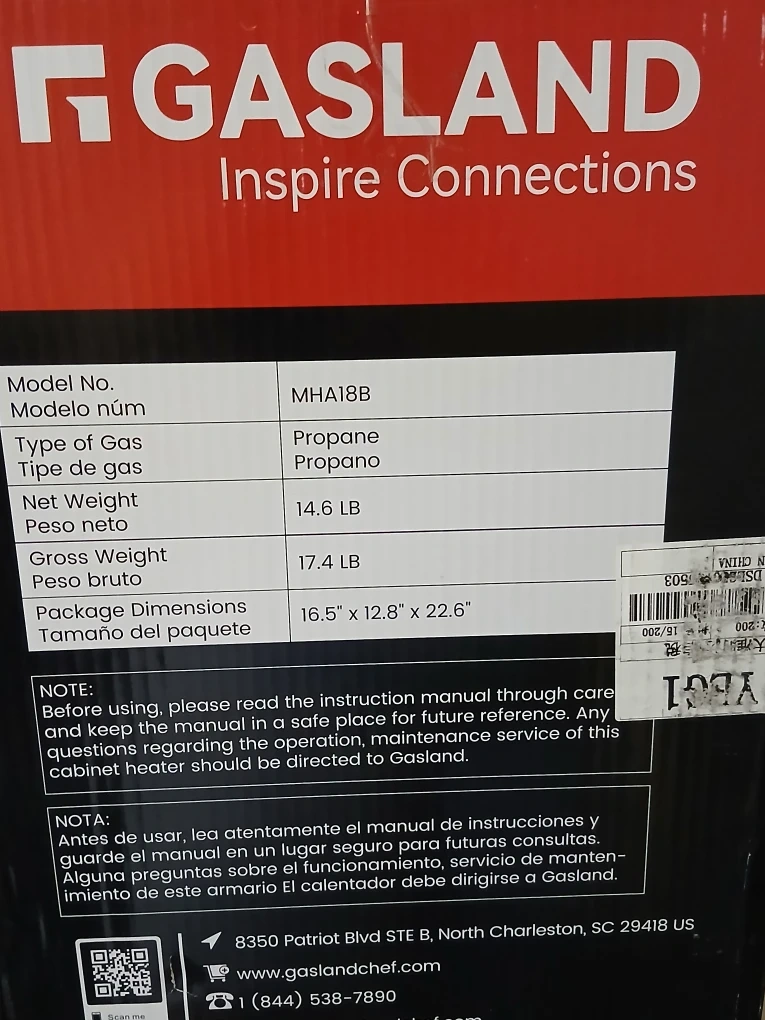 GASLAND
Inspire Connections
Model No.
Modelo núm
MHA18B
Type of Gas
Tipe de gas
Propane
Propano
Net Weight
Peso neto
14.6 LB
Gross Weight
Peso bruto
17.4 LB
Package Dimensions
Tamaño del paquete
16.5" x 12.8" x 22.6"
CHINA
15/200
NOTE:
Before using, please read the instruction manual through care
and keep the manual in a safe place for future reference. Any
questions regarding the operation, maintenance service of this
cabinet heater should be directed to Gasland.
NOTA:
Antes de usar, lea atentamente el manual de instrucciones y
guarde el manual en un lugar seguro para futuras consultas.
Alguna preguntas sobre el funcionamiento, servicio de manten-
imiento de este armario El calentador debe dirigirse a Gasland.
8350 Patriot Blvd STE B, North Charleston, SC 29418 US
www.gaslandchef.com
1 (844) 538-7890
Scan me